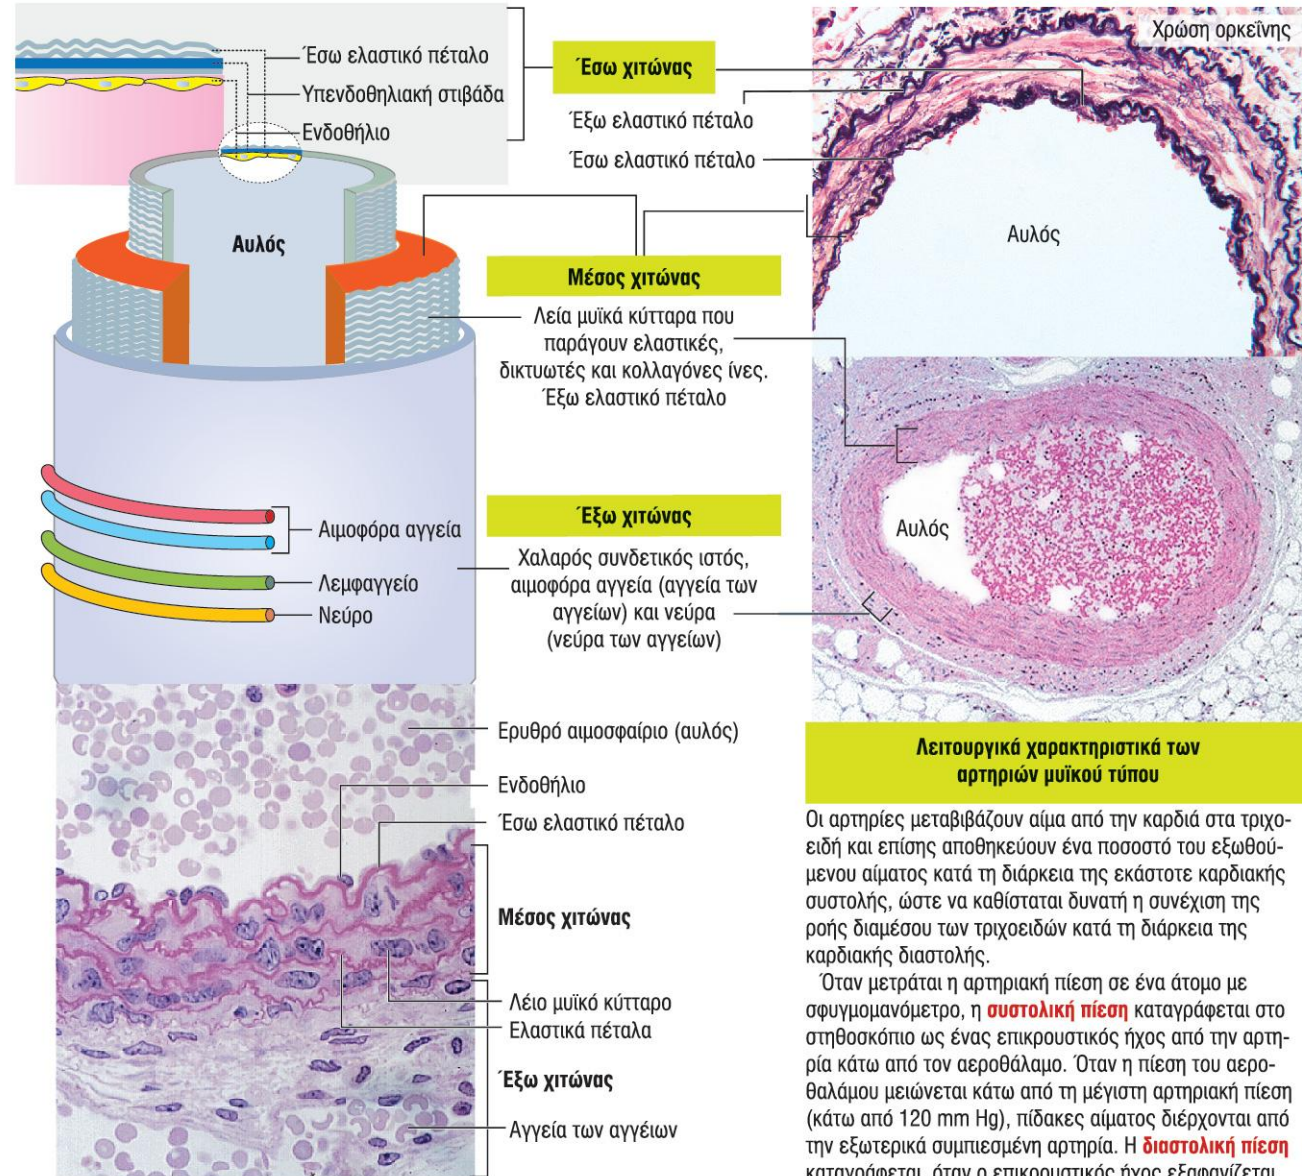 Έσω ελαστικό πέταλο
Υπενδοθηλιακή στιβάδα
Ενδοθήλιο
Αυλός
Έσω χιτώνας
Έξω ελαστικό πέταλο
Έσω ελαστικό πέταλο
Χρώση ορκεΐνης
Αυλός
Μέσος χιτώνας
Λεία μυϊκά κύτταρα που
παράγουν ελαστικές,
δικτυωτές και κολλαγόνες ίνες.
Έξω ελαστικό πέταλο
Αυλός
Αιμοφόρα αγγεία
Λεμφαγγείο
Νεύρο
Έξω χιτώνας
Χαλαρός συνδετικός ιστός,
αιμοφόρα αγγεία (αγγεία των
αγγείων) και νεύρα
(νεύρα των αγγείων)
Ερυθρό αιμοσφαίριο (αυλός)
Ενδοθήλιο
Έσω ελαστικό πέταλο
Μέσος χιτώνας
Λέιο μυϊκό κύτταρο
Ελαστικά πέταλα
Έξω χιτώνας
Αγγεία των αγγέιων
Λειτουργικά χαρακτηριστικά των
αρτηριών μυϊκού τύπου
Οι αρτηρίες μεταβιβάζουν αίμα από την καρδιά στα τριχο-
ειδή και επίσης αποθηκεύουν ένα ποσοστό του εξωθού-
μενου αίματος κατά τη διάρκεια της εκάστοτε καρδιακής
συστολής, ώστε να καθίσταται δυνατή η συνέχιση της
ροής διαμέσου των τριχοειδών κατά τη διάρκεια της
καρδιακής διαστολής.
Όταν μετράται η αρτηριακή πίεση σε ένα άτομο με
σφυγμομανόμετρο, η συστολική πίεση καταγράφεται στο
στηθοσκόπιο ως ένας επικρουστικός ήχος από την αρτη-
ρία κάτω από τον αεροθάλαμο. Όταν η πίεση του αερο-
θαλάμου μειώνεται κάτω από τη μέγιστη αρτηριακή πίεση
(κάτω από 120 mm Hg), πίδακες αίματος διέρχονται από
την εξωτερικά συμπιεσμένη αρτηρία. Η διαστολική πίεση
καταγράφεται, όταν ο επικρουστικός ήχος εξαφανίζεται